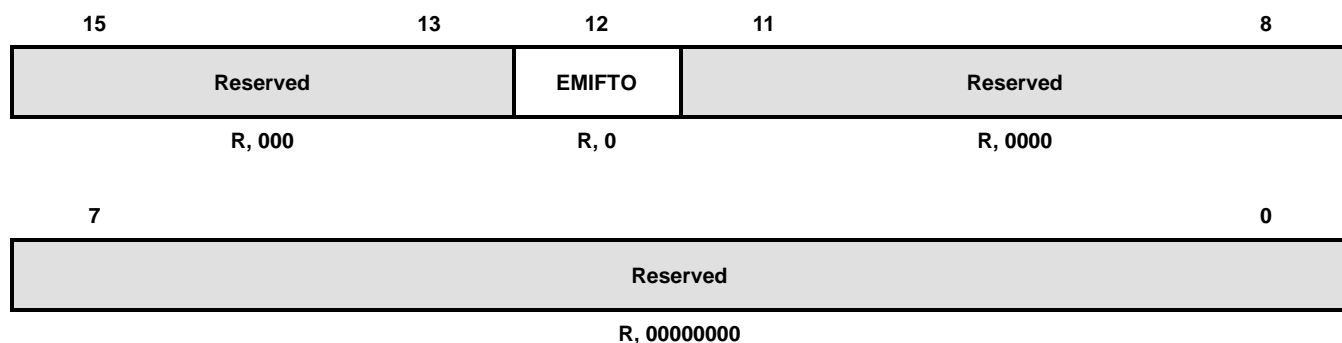 15 13 12 11 8
Reserved EMIFTO Reserved
R, 000 R, 0 R, 0000
7 0
Reserved
R, 00000000